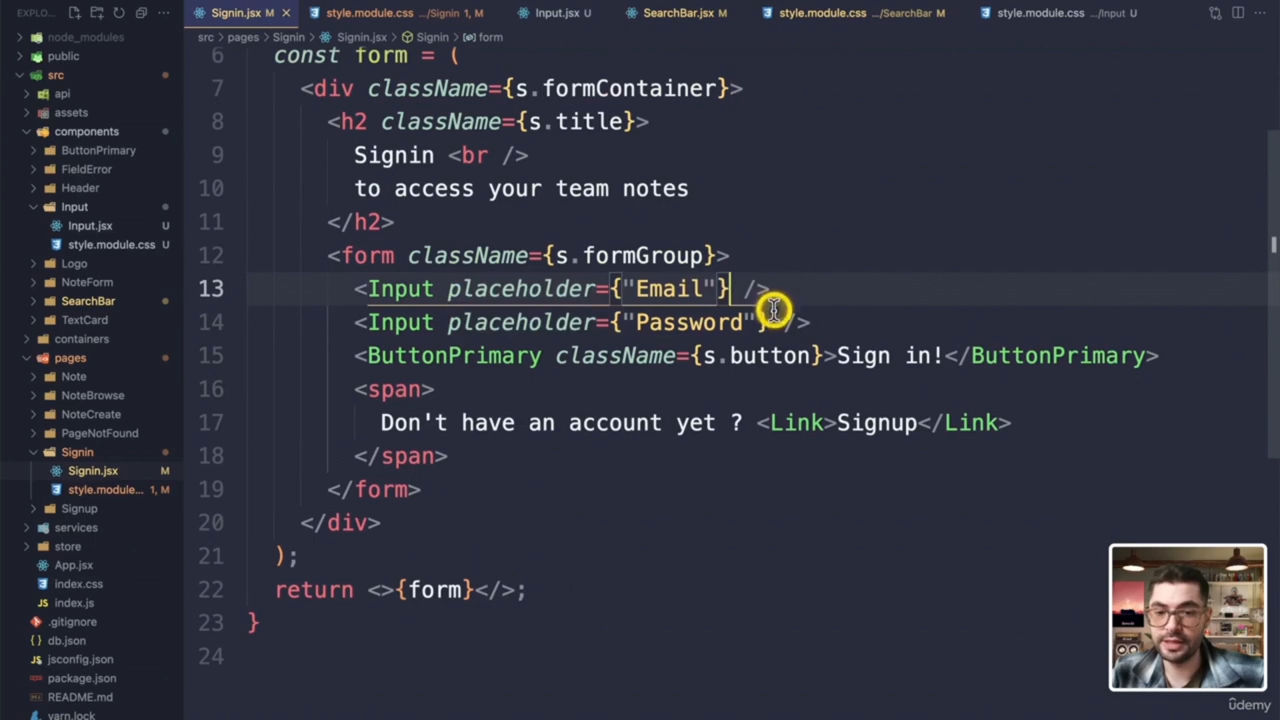 EXPLO...
Signin.jsx M
style.module.css .../Signin 1, M
Input.jsx U
SearchBar.jsx M
style.module.css .../SearchBar M
style.module.css .../Input U
src > pages > Signin > Signin.jsx > Signin > form
node_modules
public
src
api
assets
components
ButtonPrimary
FieldError
Header
Input
Input.jsx U
style.module.css U
Logo
NoteForm
SearchBar
TextCard
containers
pages
Note
NoteBrowse
NoteCreate
PageNotFound
Signin
Signin.jsx M
style.module... 1, M
Signup
services
store
App.jsx
index.css
index.js
.gitignore
db.json
jsconfig.json
package.json
README.md
yarn.lock
6 const form = (
7 <div className={s.formContainer}>
8 <h2 className={s.title}>
9 Signin <br />
10 to access your team notes
11 </h2>
12 <form className={s.formGroup}>
13 <Input placeholder={"Email"} />
14 <Input placeholder={"Password"} />
15 <ButtonPrimary className={s.button}>Sign in!</ButtonPrimary>
16 <span>
17 Don't have an account yet ? <Link>Signup</Link>
18 </span>
19 </form>
20 </div>
21 );
22 return <>{form}</>;
23 }
24
udemy